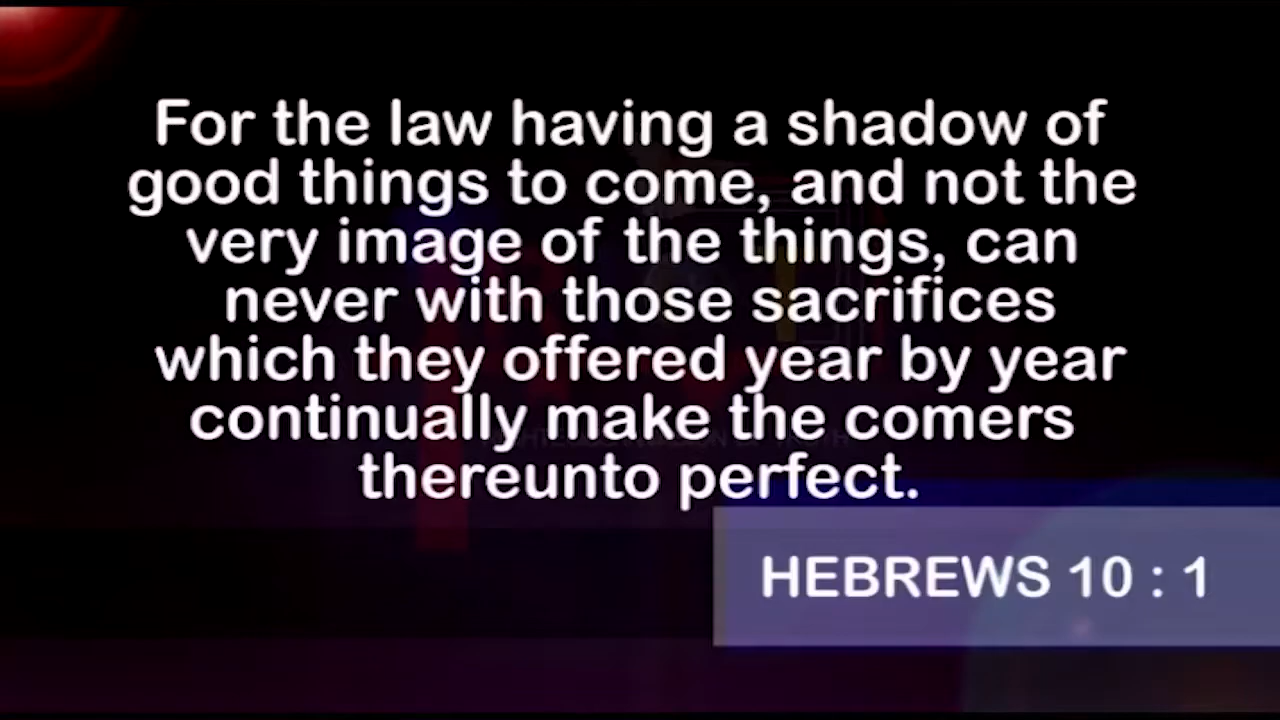 For the law having a shadow of
good things to come, and not the
very image of the things, can
never with those sacrifices
which they offered year by year
continually make the comers
thereunto perfect.
HEBREWS 10 : 1